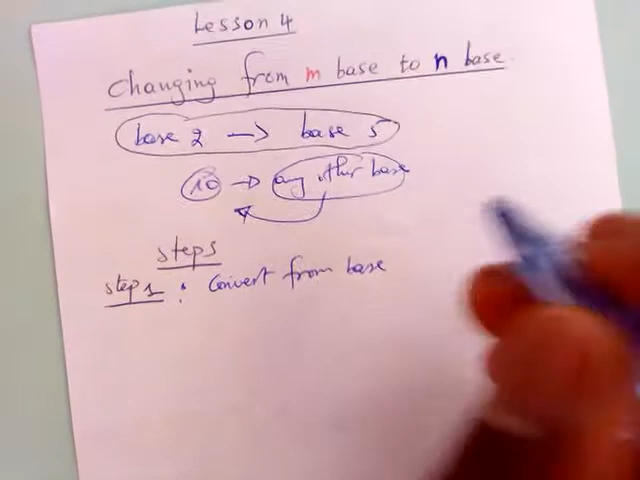 Lesson 4
Changing from m base to n base.
base 2 → base 5
10 → any other base
steps
step 1 : Convert from base